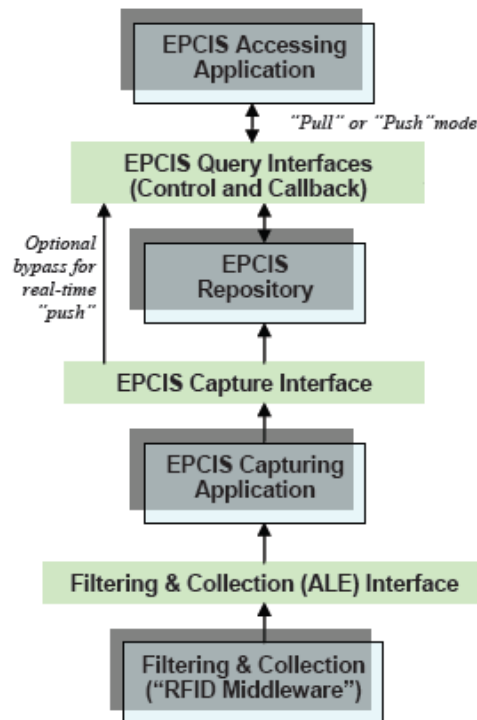 EPCIS Accessing
Application
"Pull" or "Push"mode
EPCIS Query Interfaces
(Control and Callback)
Optional
bypass for
real-time
"push"
EPCIS
Repository
EPCIS Capture Interface
EPCIS Capturing
Application
Filtering & Collection (ALE) Interface
Filtering & Collection
(“RFID Middleware”)